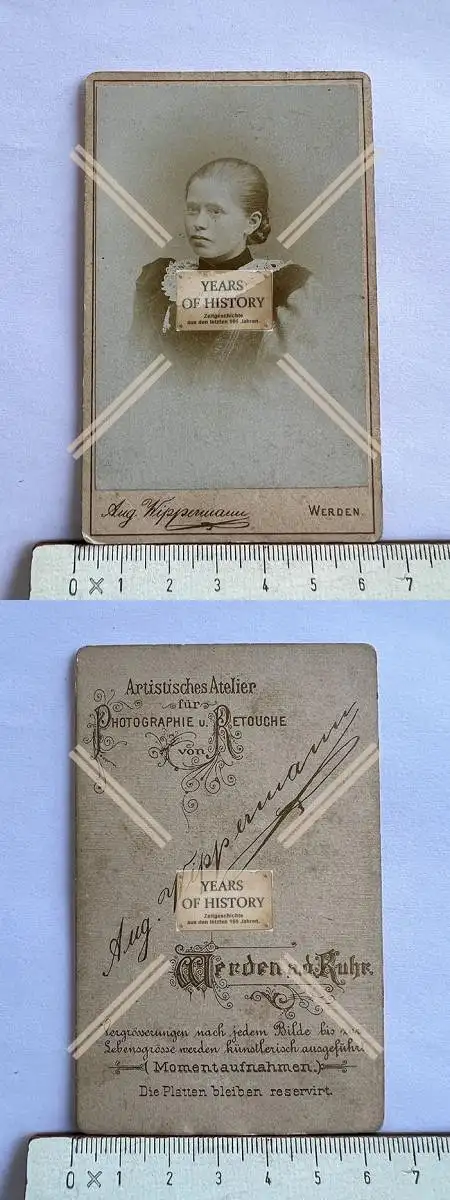 YEARS
OF HISTORY
Zeitgeschichte
aus den letzten 100 Jahren.
Aug. Wippermann
WERDEN.
0 1 2 3 4 5 6 7
Artistisches Atelier
für
PHOTOGRAPHIE u. RETOUCHE
von
Aug. Wippermann
YEARS
OF HISTORY
Zeitgeschichte
aus den letzten 100 Jahren.
Werden a.d. Ruhr.
Vergrösserungen nach jedem Bilde bis zur
Lebensgrösse werden künstlerisch ausgeführt.
(Momentaufnahmen.)
Die Platten bleiben reservirt.
0 1 2 3 4 5 6 7